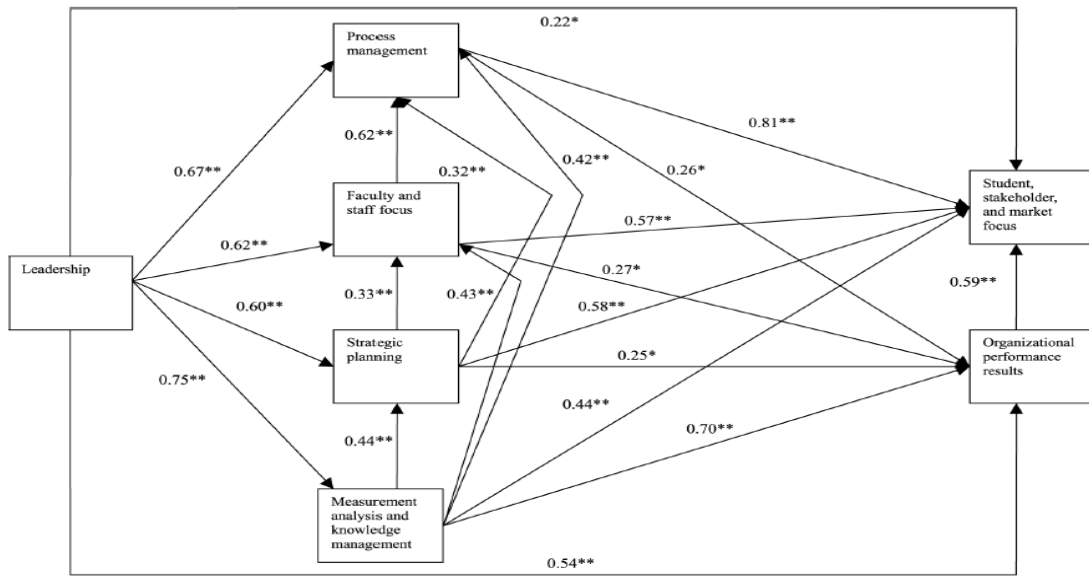 0.22*
Process
management
0.62**
0.32**
0.42**
0.81**
0.26*
0.67**
Faculty and
staff focus
Student,
stakeholder,
and market
focus
0.57**
0.62**
Leadership
0.27*
0.33**
0.43**
0.58**
0.59**
0.60**
Strategic
planning
0.25*
Organizational
performance
results
0.75**
0.44**
0.44**
0.70**
Measurement
analysis and
knowledge
management
0.54**